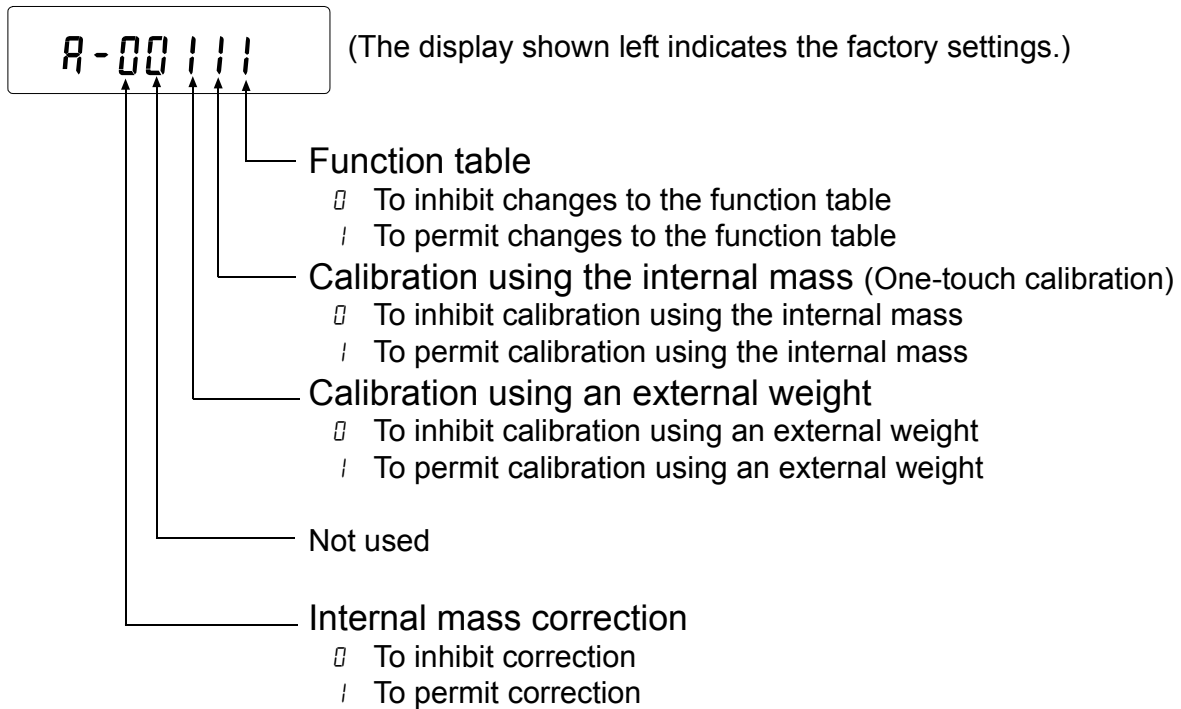 A-00111 (The display shown left indicates the factory settings.)
Function table
0 To inhibit changes to the function table
1 To permit changes to the function table
Calibration using the internal mass (One-touch calibration)
0 To inhibit calibration using the internal mass
1 To permit calibration using the internal mass
Calibration using an external weight
0 To inhibit calibration using an external weight
1 To permit calibration using an external weight
Not used
Internal mass correction
0 To inhibit correction
1 To permit correction